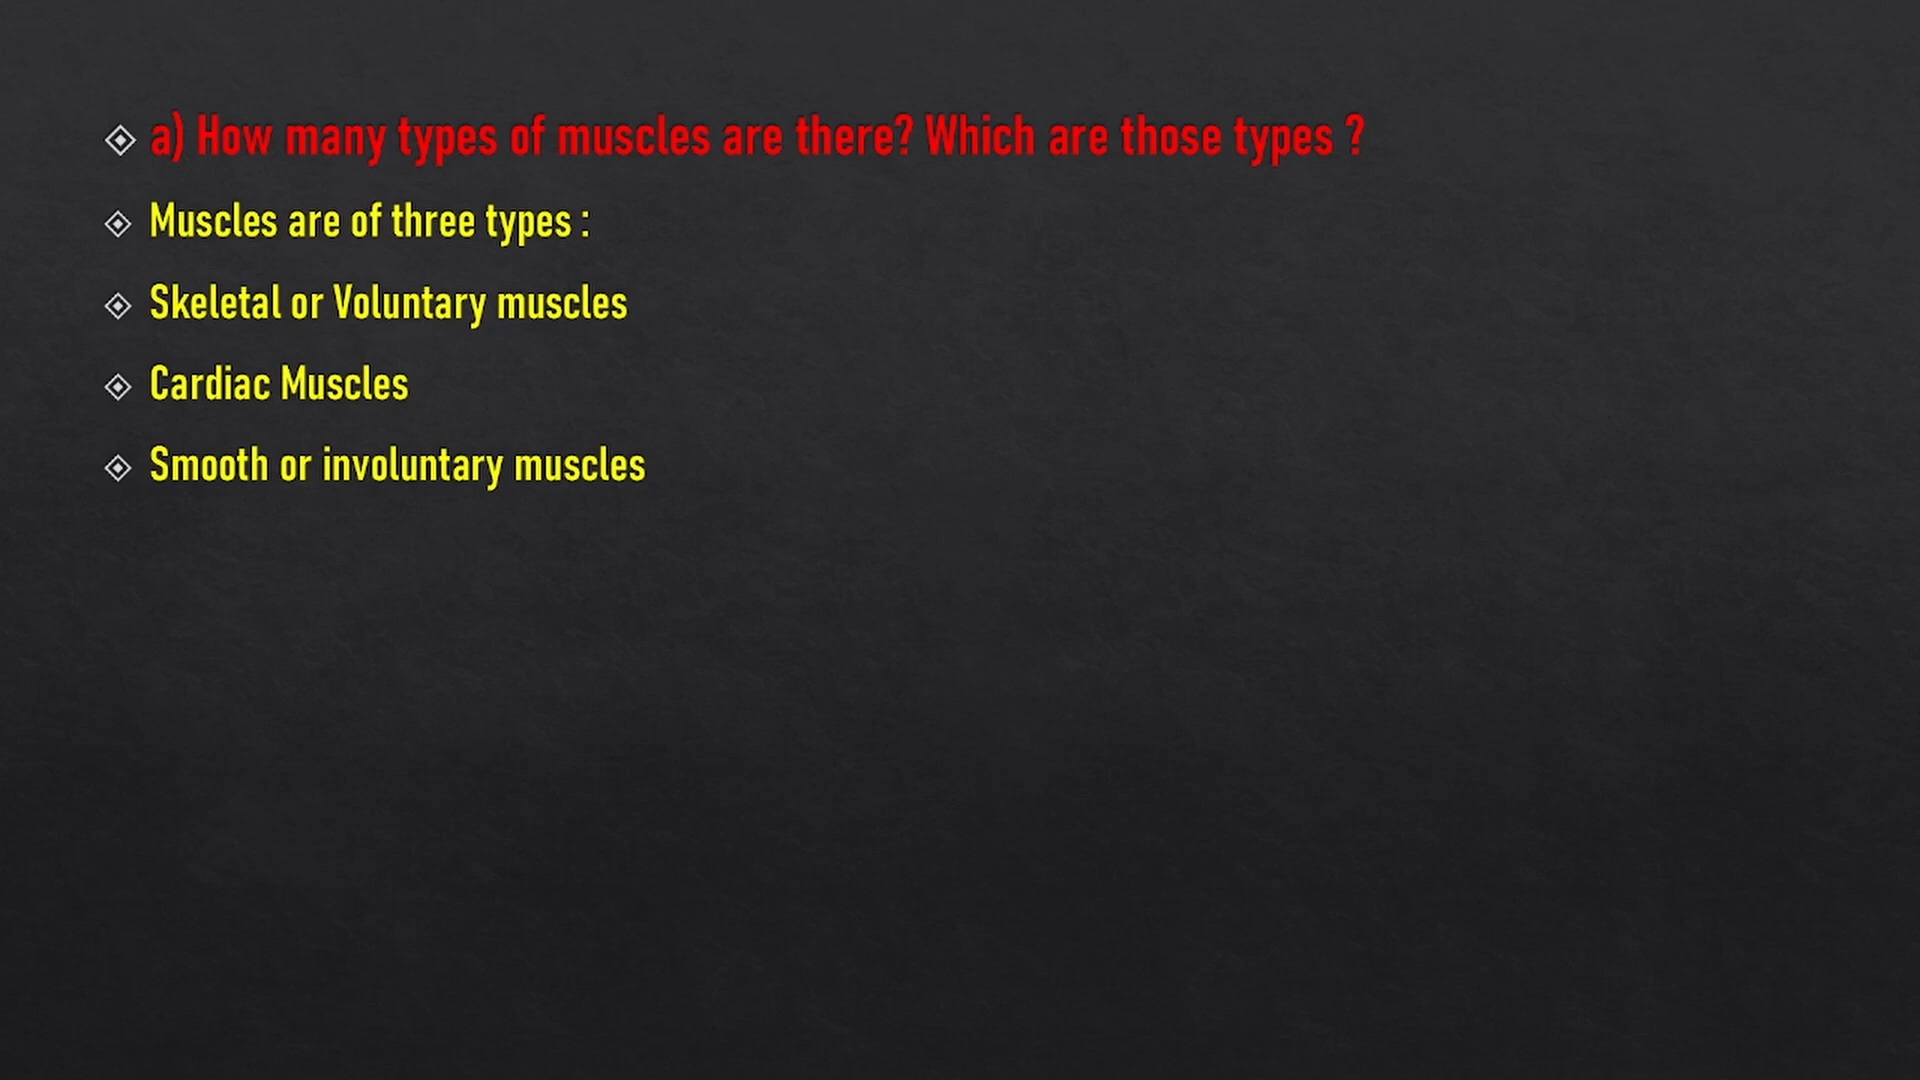 a) How many types of muscles are there? Which are those types ?
Muscles are of three types :
Skeletal or Voluntary muscles
Cardiac Muscles
Smooth or involuntary muscles